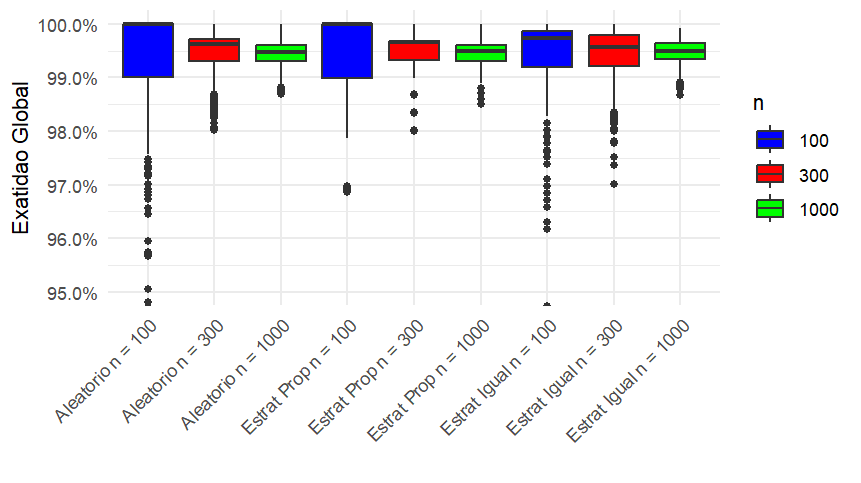 Exatidao Global
100.0%
99.0%
98.0%
97.0%
96.0%
95.0%
Aleatorio n = 100
Aleatorio n = 300
Aleatorio n = 1000
Estrat Prop n = 100
Estrat Prop n = 300
Estrat Prop n = 1000
Estrat Igual n = 100
Estrat Igual n = 300
Estrat Igual n = 1000
n
100
300
1000